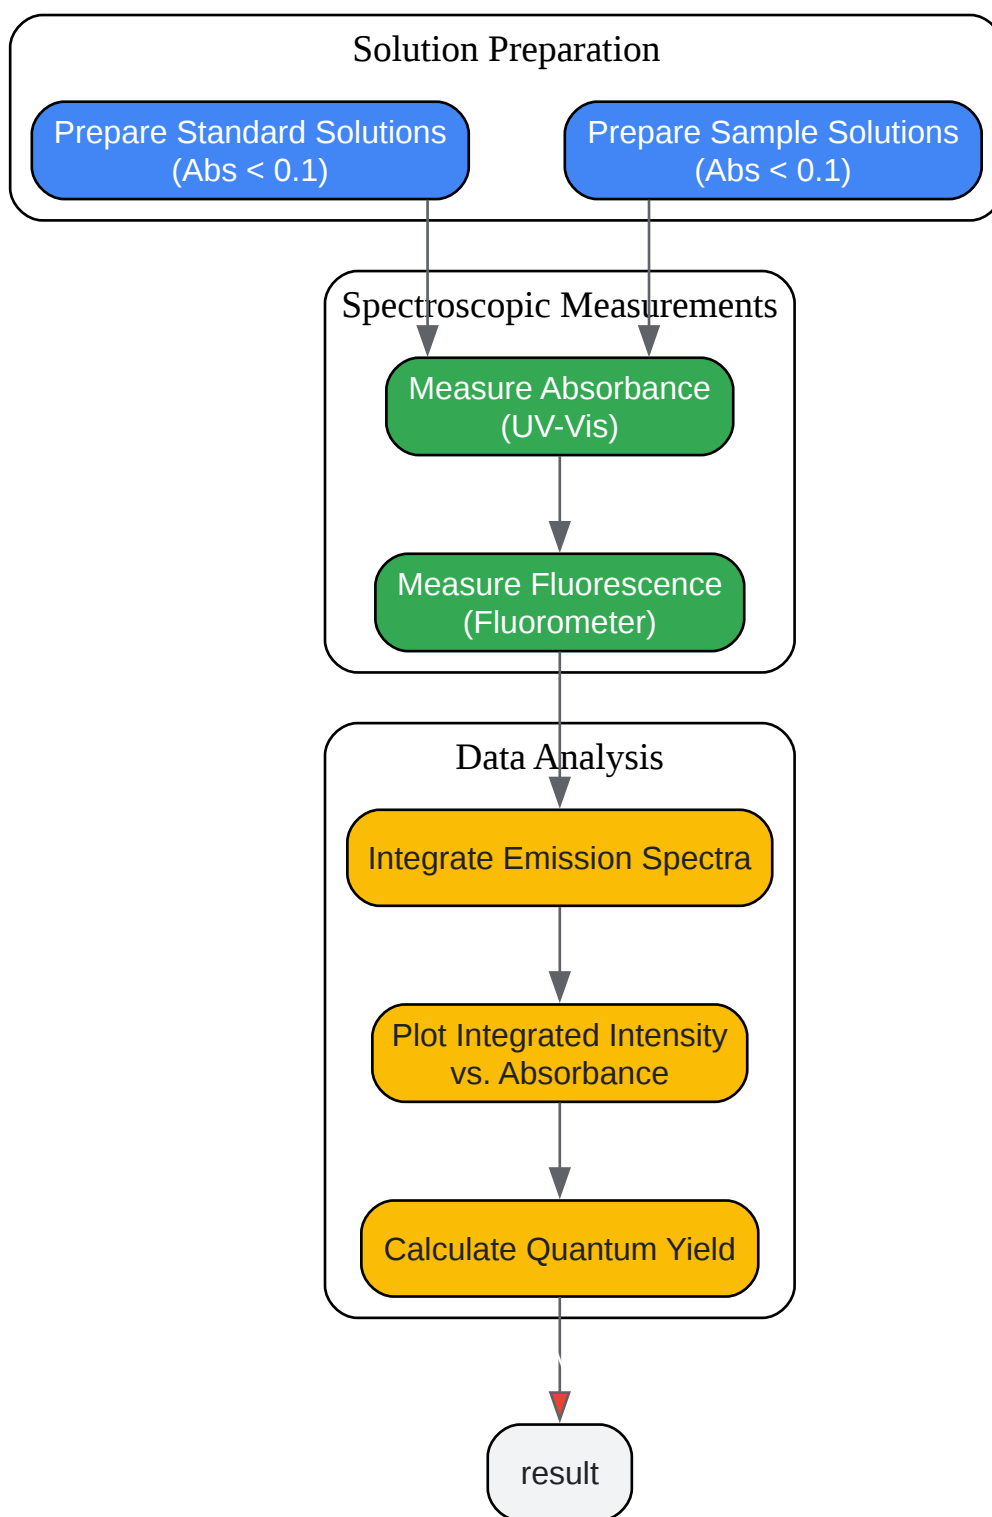 Solution Preparation
Prepare Standard Solutions
(Abs < 0.1)
Prepare Sample Solutions
(Abs < 0.1)
Spectroscopic Measurements
Measure Absorbance
(UV-Vis)
Measure Fluorescence
(Fluorometer)
Data Analysis
Integrate Emission Spectra
Plot Integrated Intensity
vs. Absorbance
Calculate Quantum Yield
result